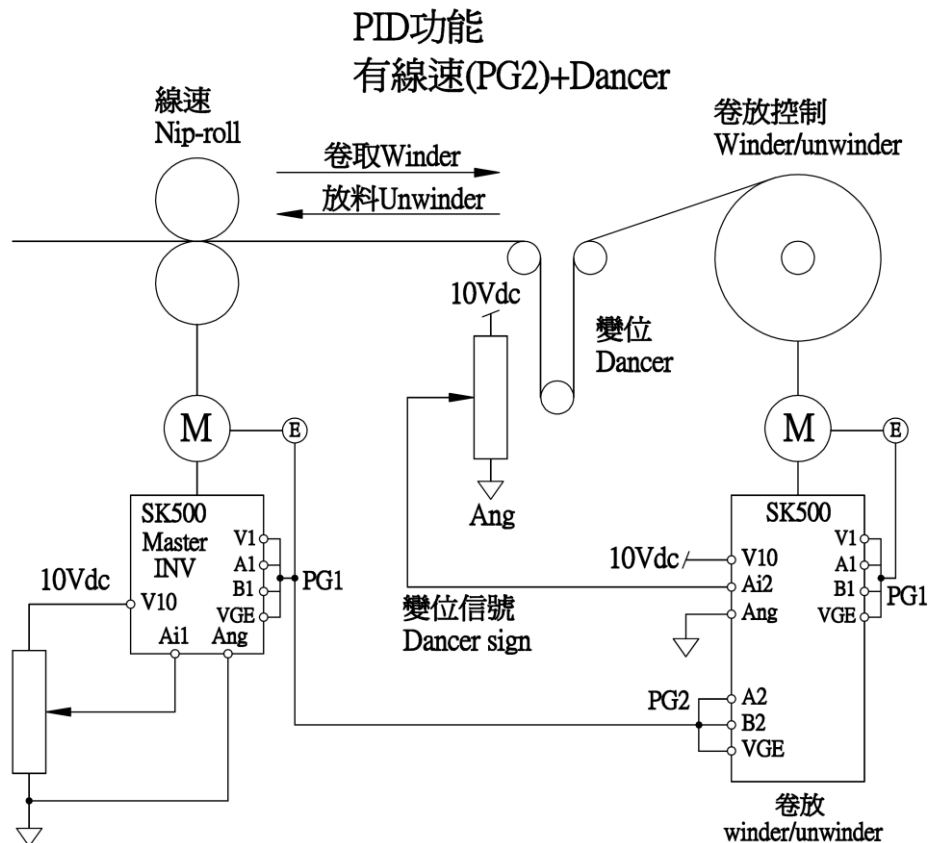 PID功能
有線速(PG2)+Dancer
線速
Nip-roll
卷取Winder
放料Unwinder
卷放控制
Winder/unwinder
10Vdc
變位
Dancer
M
E
M
E
Ang
SK500
Master
INV
V1
A1
B1
VGE
PG1
10Vdc
V10
Ai1
Ang
變位信號
Dancer sign
SK500
10Vdc
V10
Ai2
Ang
V1
A1
B1
VGE
PG1
PG2
A2
B2
VGE
卷放
winder/unwinder